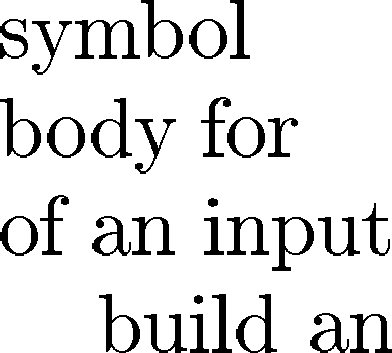 symbol
body for
of an input
build an